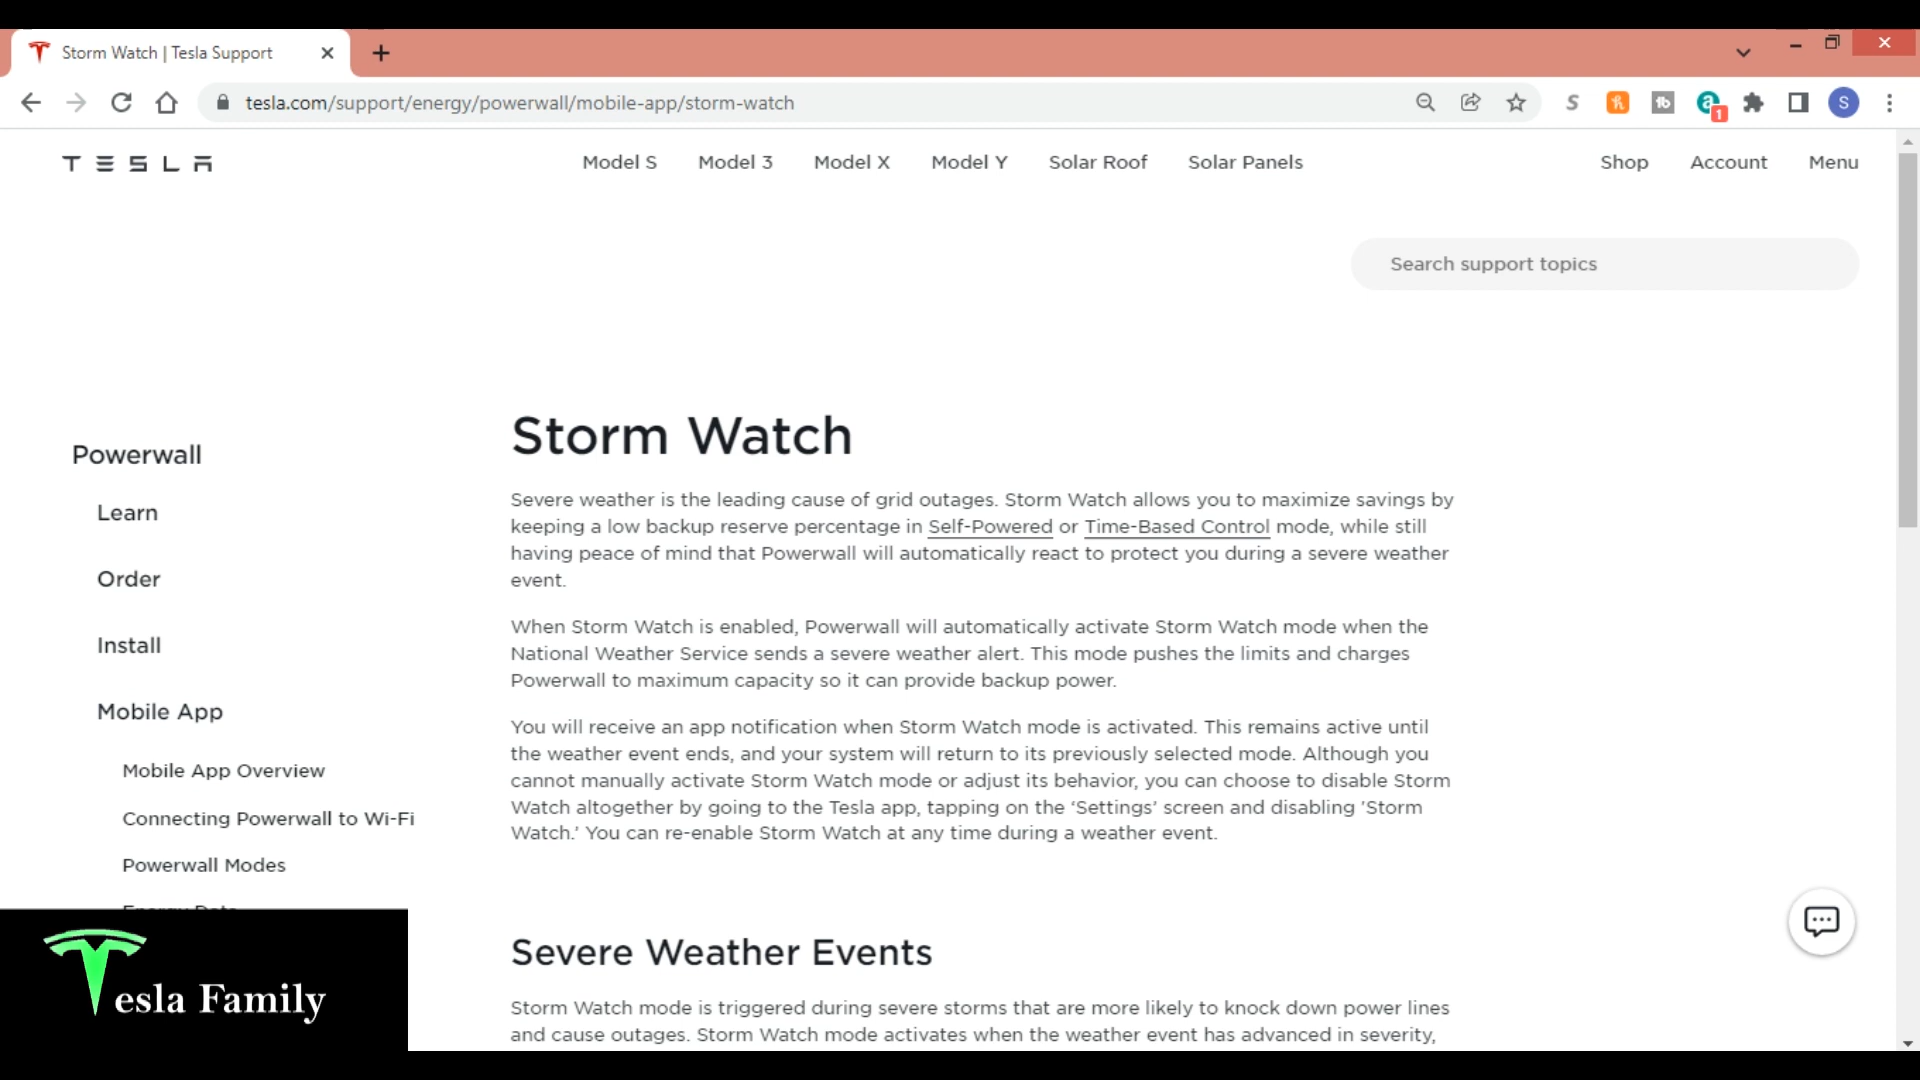 Storm Watch | Tesla Support
tesla.com/support/energy/powerwall/mobile-app/storm-watch
S
1
S
TESLA
Model S
Model 3
Model X
Model Y
Solar Roof
Solar Panels
Shop
Account
Menu
Search support topics
Powerwall
Learn
Order
Install
Mobile App
Mobile App Overview
Connecting Powerwall to Wi-Fi
Powerwall Modes
Energy Data
Storm Watch
Severe weather is the leading cause of grid outages. Storm Watch allows you to maximize savings by
keeping a low backup reserve percentage in Self-Powered or Time-Based Control mode, while still
having peace of mind that Powerwall will automatically react to protect you during a severe weather
event.
When Storm Watch is enabled, Powerwall will automatically activate Storm Watch mode when the
National Weather Service sends a severe weather alert. This mode pushes the limits and charges
Powerwall to maximum capacity so it can provide backup power.
You will receive an app notification when Storm Watch mode is activated. This remains active until
the weather event ends, and your system will return to its previously selected mode. Although you
cannot manually activate Storm Watch mode or adjust its behavior, you can choose to disable Storm
Watch altogether by going to the Tesla app, tapping on the ‘Settings’ screen and disabling ’Storm
Watch.’ You can re-enable Storm Watch at any time during a weather event.
Severe Weather Events
Storm Watch mode is triggered during severe storms that are more likely to knock down power lines
and cause outages. Storm Watch mode activates when the weather event has advanced in severity,
Tesla Family